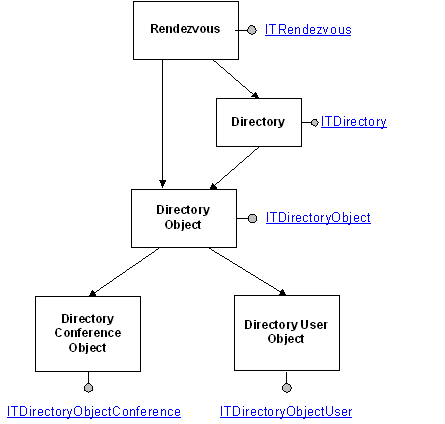 Rendezvous
ITRendezvous
Directory
ITDirectory
Directory
Object
ITDirectoryObject
Directory
Conference
Object
Directory User
Object
ITDirectoryObjectConference
ITDirectoryObjectUser